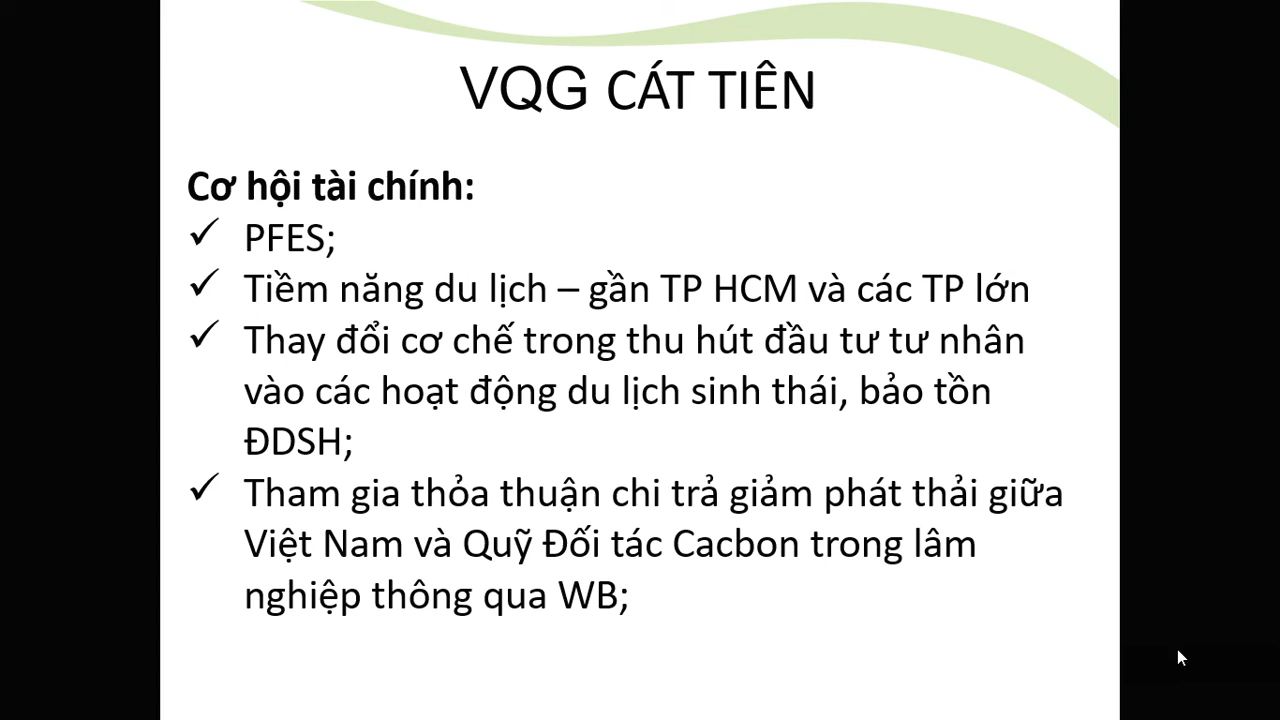 VQG CÁT TIÊN
Cơ hội tài chính:
✓ PFES;
✓ Tiềm năng du lịch – gần TP HCM và các TP lớn
✓ Thay đổi cơ chế trong thu hút đầu tư tư nhân
vào các hoạt động du lịch sinh thái, bảo tồn
ĐDSH;
✓ Tham gia thỏa thuận chi trả giảm phát thải giữa
Việt Nam và Quỹ Đối tác Cacbon trong lâm
nghiệp thông qua WB;